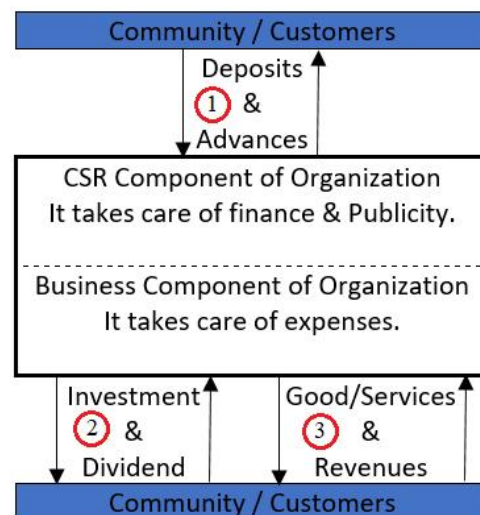 Community / Customers
Deposits
1 &
Advances
CSR Component of Organization
It takes care of finance & Publicity.
Business Component of Organization
It takes care of expenses.
Investment
2 &
Dividend
Good/Services
3 &
Revenues
Community / Customers